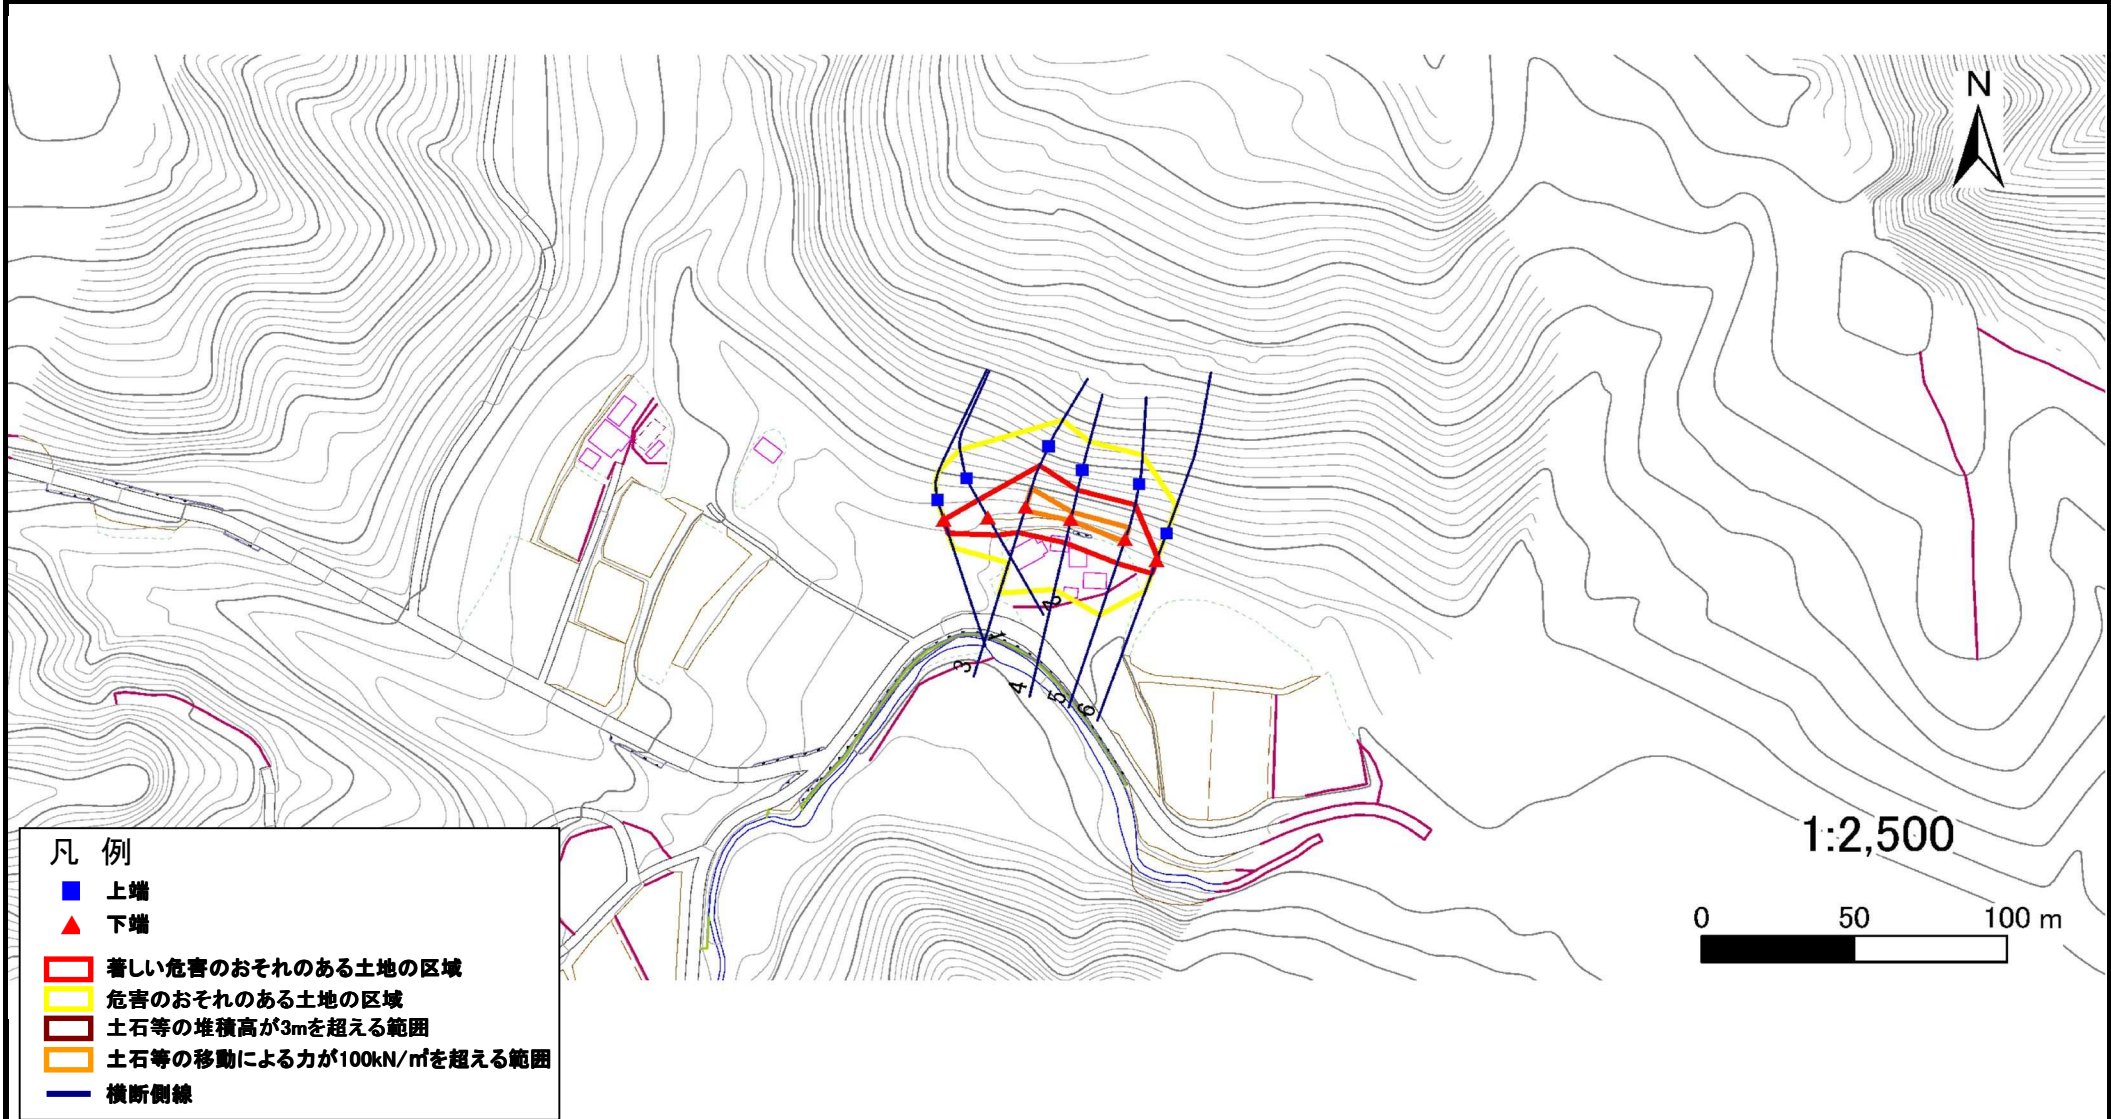 N
1
2
3
4
5
6
1:2,500
0 50 100 m
凡 例
上端
下端
著しい危害のおそれのある土地の区域
危害のおそれのある土地の区域
土石等の堆積高が3mを超える範囲
土石等の移動による力が100kN/㎡を超える範囲
横断側線